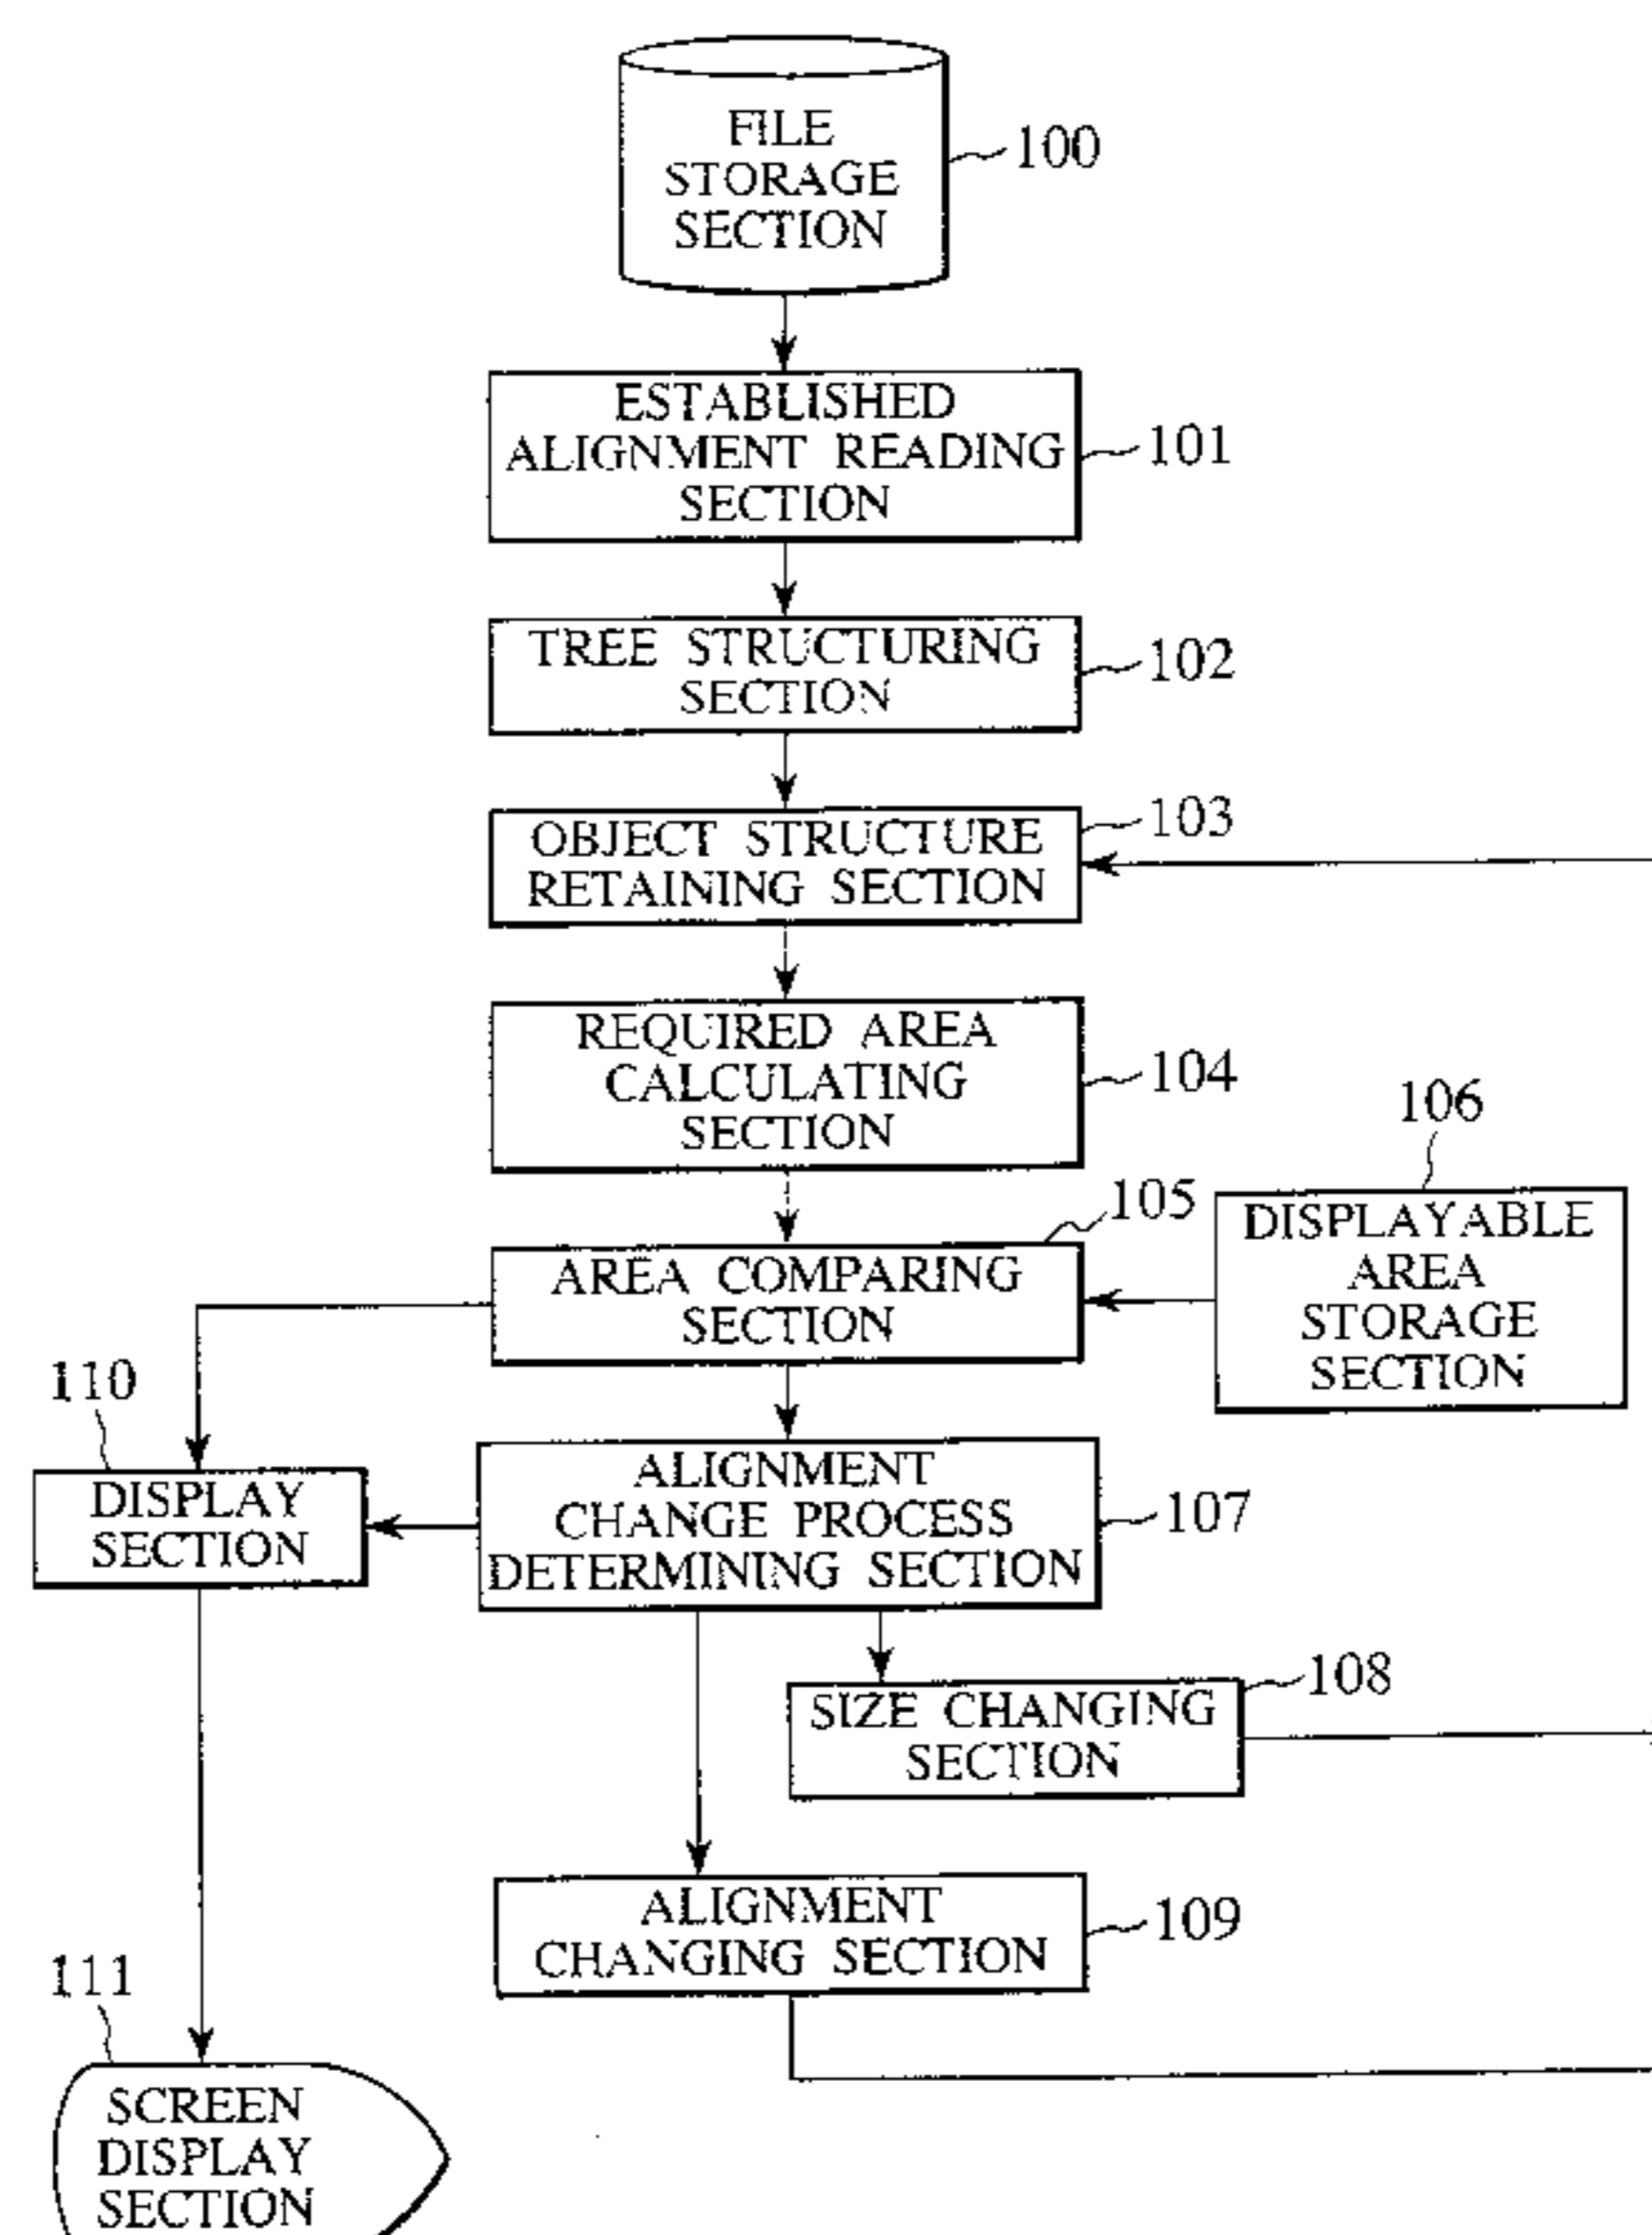 FILE
STORAGE
SECTION
100
ESTABLISHED
ALIGNMENT READING
SECTION
101
TREE STRUCTURING
SECTION
102
OBJECT STRUCTURE
RETAINING SECTION
103
REQUIRED AREA
CALCULATING
SECTION
104
AREA COMPARING
SECTION
105
106
DISPLAYABLE
AREA
STORAGE
SECTION
110
DISPLAY
SECTION
ALIGNMENT
CHANGE PROCESS
DETERMINING SECTION
107
SIZE CHANGING
SECTION
108
ALIGNMENT
CHANGING SECTION
109
111
SCREEN
DISPLAY
SECTION